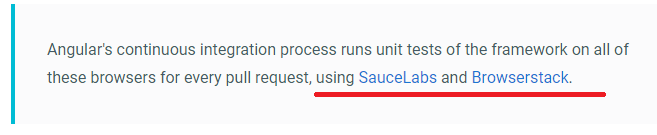 Angular's continuous integration process runs unit tests of the framework on all of
these browsers for every pull request, using SauceLabs and Browserstack.